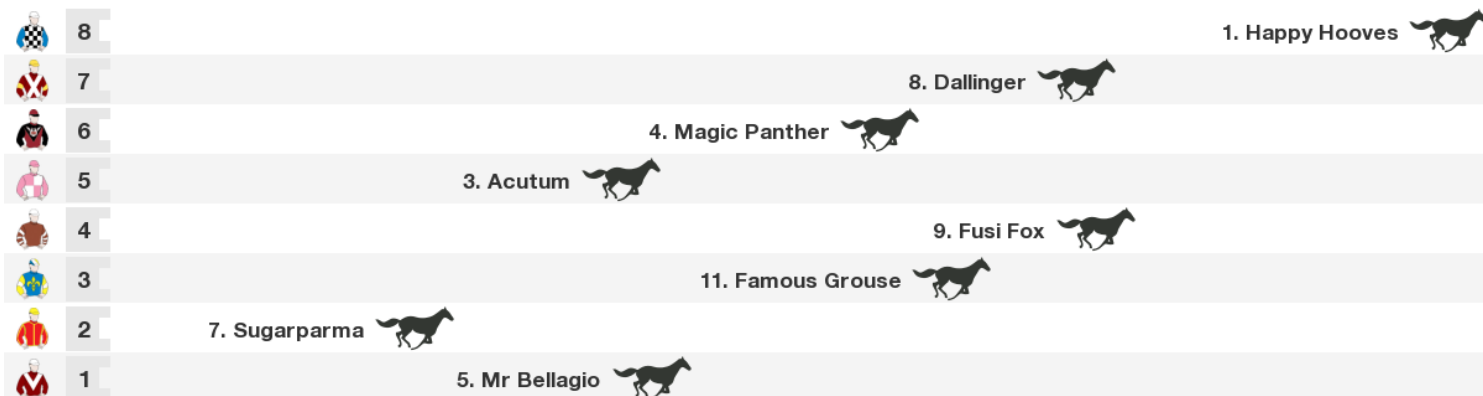 8 1. Happy Hooves
7 8. Dallinger
6 4. Magic Panther
5 3. Acutum
4 9. Fusi Fox
3 11. Famous Grouse
2 7. Sugarparma
1 5. Mr Bellagio